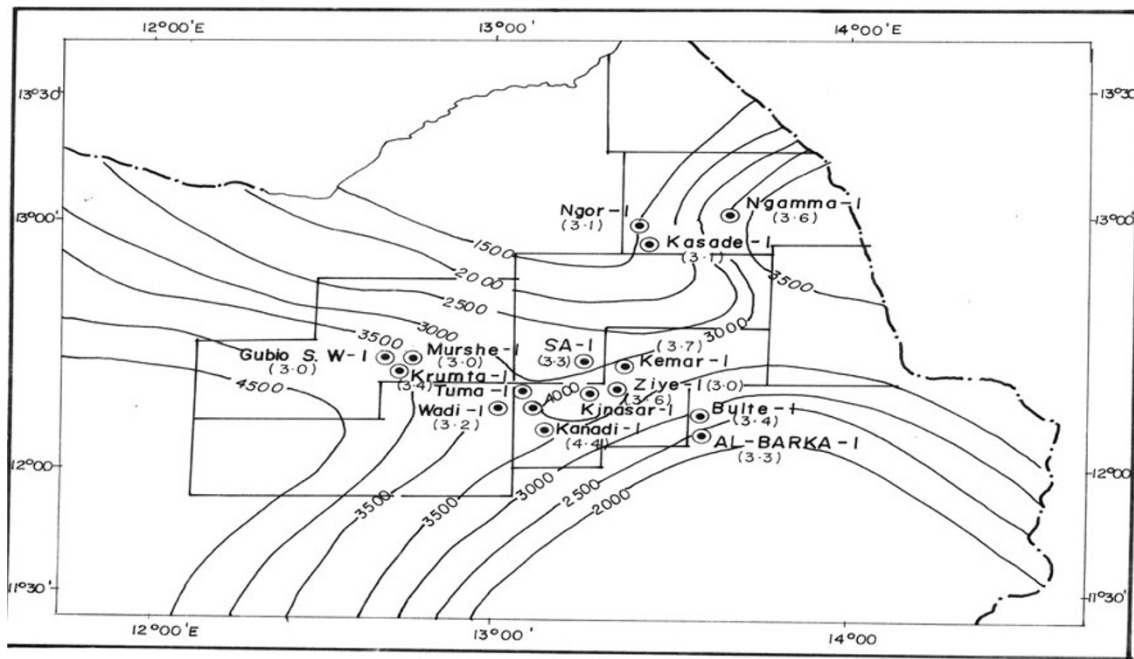 12°00'E 13°00' 14°00'E
13°30' 13°30'
13°00' 13°00'
Ngor-1
(3·1)
Ngamma-1
(3·6)
Kasade-1
(3·1)
1500
2000
2500
3500
3000
3000
3500
(3·7)
Gubio S.W-1
(3·0)
Murshe-1
(3·0)
SA-1
(3·3)
Kemar-1
Krumta-1
(3·4)
4500
Tuma-1
4000
Ziye-1 (3·0)
Wadi-1
(3·2)
Kinasar-1
(3·6)
Bulte-1
(3·4)
Kanadi-1
(4·4)
AL-BARKA-1
(3·3)
12°00 12°00
3000
2500
2000
3500
3500
11°30' 11°30'
12°00'E 13°00' 14°00